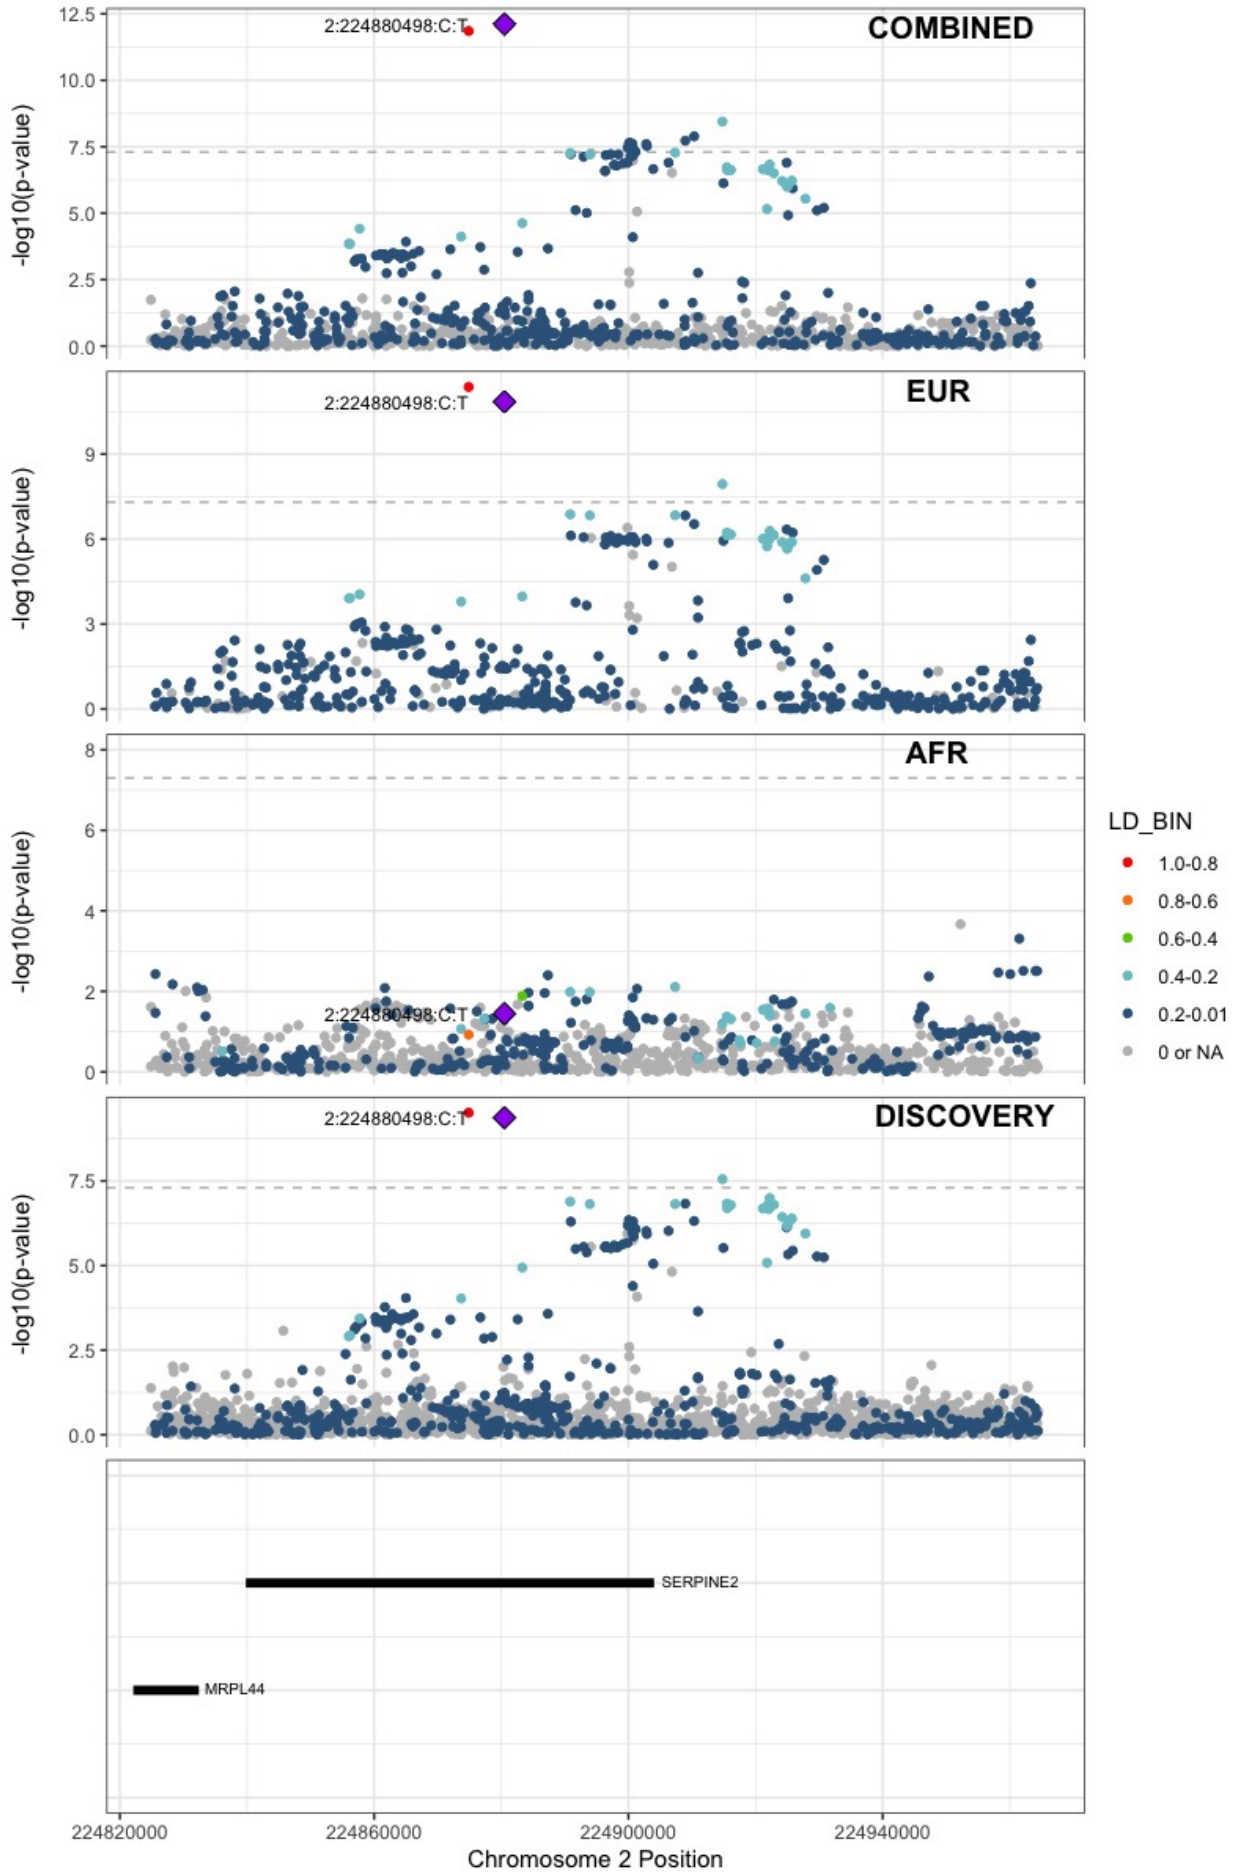 COMBINED
2:224880498:C:T
12.5
10.0
7.5
5.0
2.5
0.0
-log10(p-value)
EUR
2:224880498:C:T
9
6
3
0
-log10(p-value)
AFR
8
6
4
2
0
2:224880498:C:T
-log10(p-value)
LD_BIN
1.0-0.8
0.8-0.6
0.6-0.4
0.4-0.2
0.2-0.01
0 or NA
DISCOVERY
2:224880498:C:T
7.5
5.0
2.5
0.0
-log10(p-value)
SERPINE2
MRPL44
224820000 224860000 224900000 224940000
Chromosome 2 Position